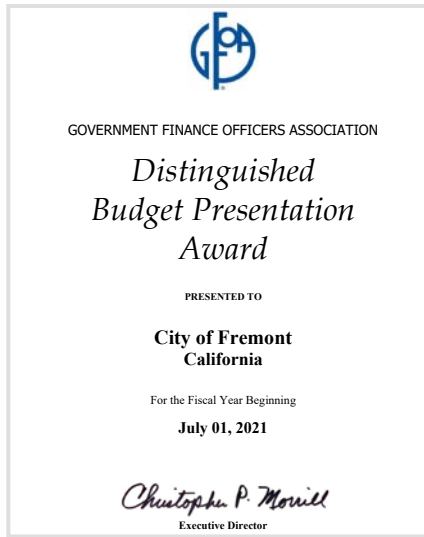 GFOA
GOVERNMENT FINANCE OFFICERS ASSOCIATION
Distinguished
Budget Presentation
Award
PRESENTED TO
City of Fremont
California
For the Fiscal Year Beginning
July 01, 2021
Christopher P. Morrill
Executive Director